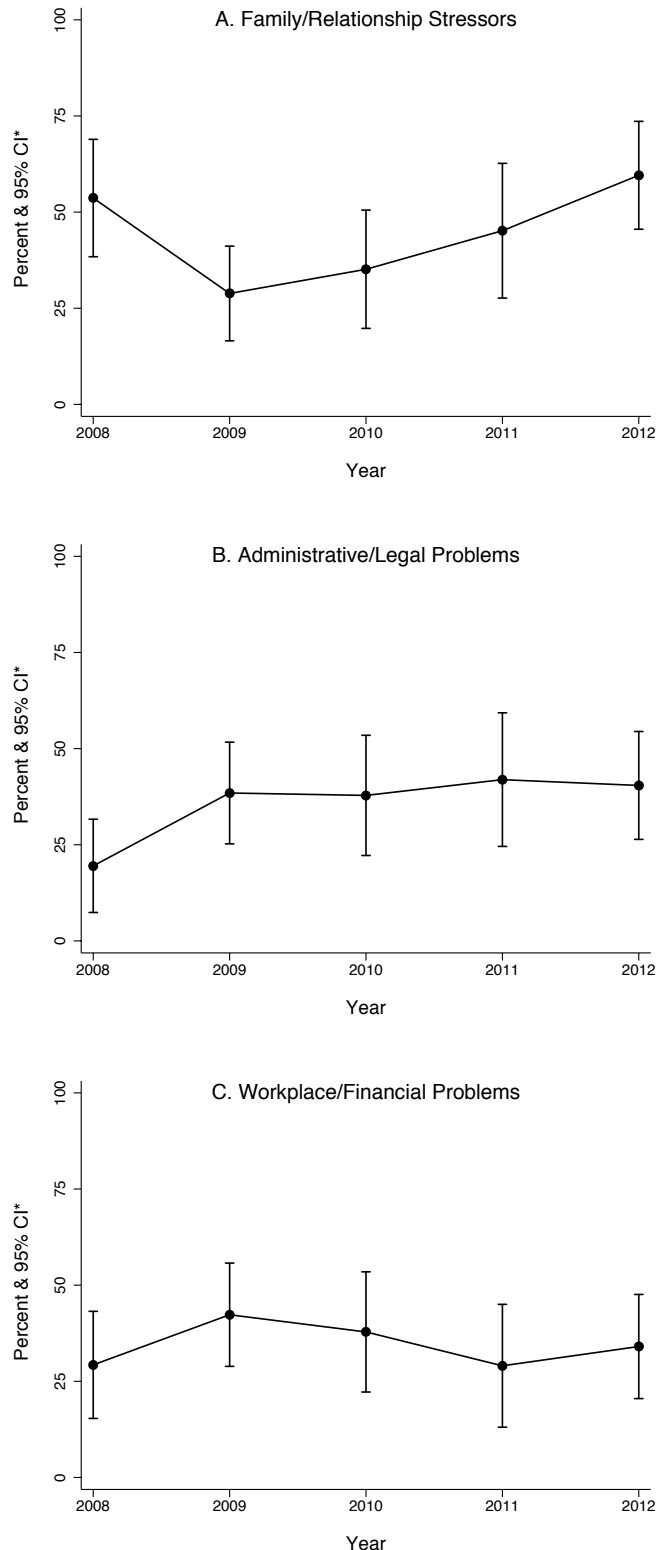 A. Family/Relationship Stressors
100
75
50
25
0
Percent & 95% CI*
2008 2009 2010 2011 2012
Year
B. Administrative/Legal Problems
100
75
50
25
0
Percent & 95% CI*
2008 2009 2010 2011 2012
Year
C. Workplace/Financial Problems
100
75
50
25
0
Percent & 95% CI*
2008 2009 2010 2011 2012
Year